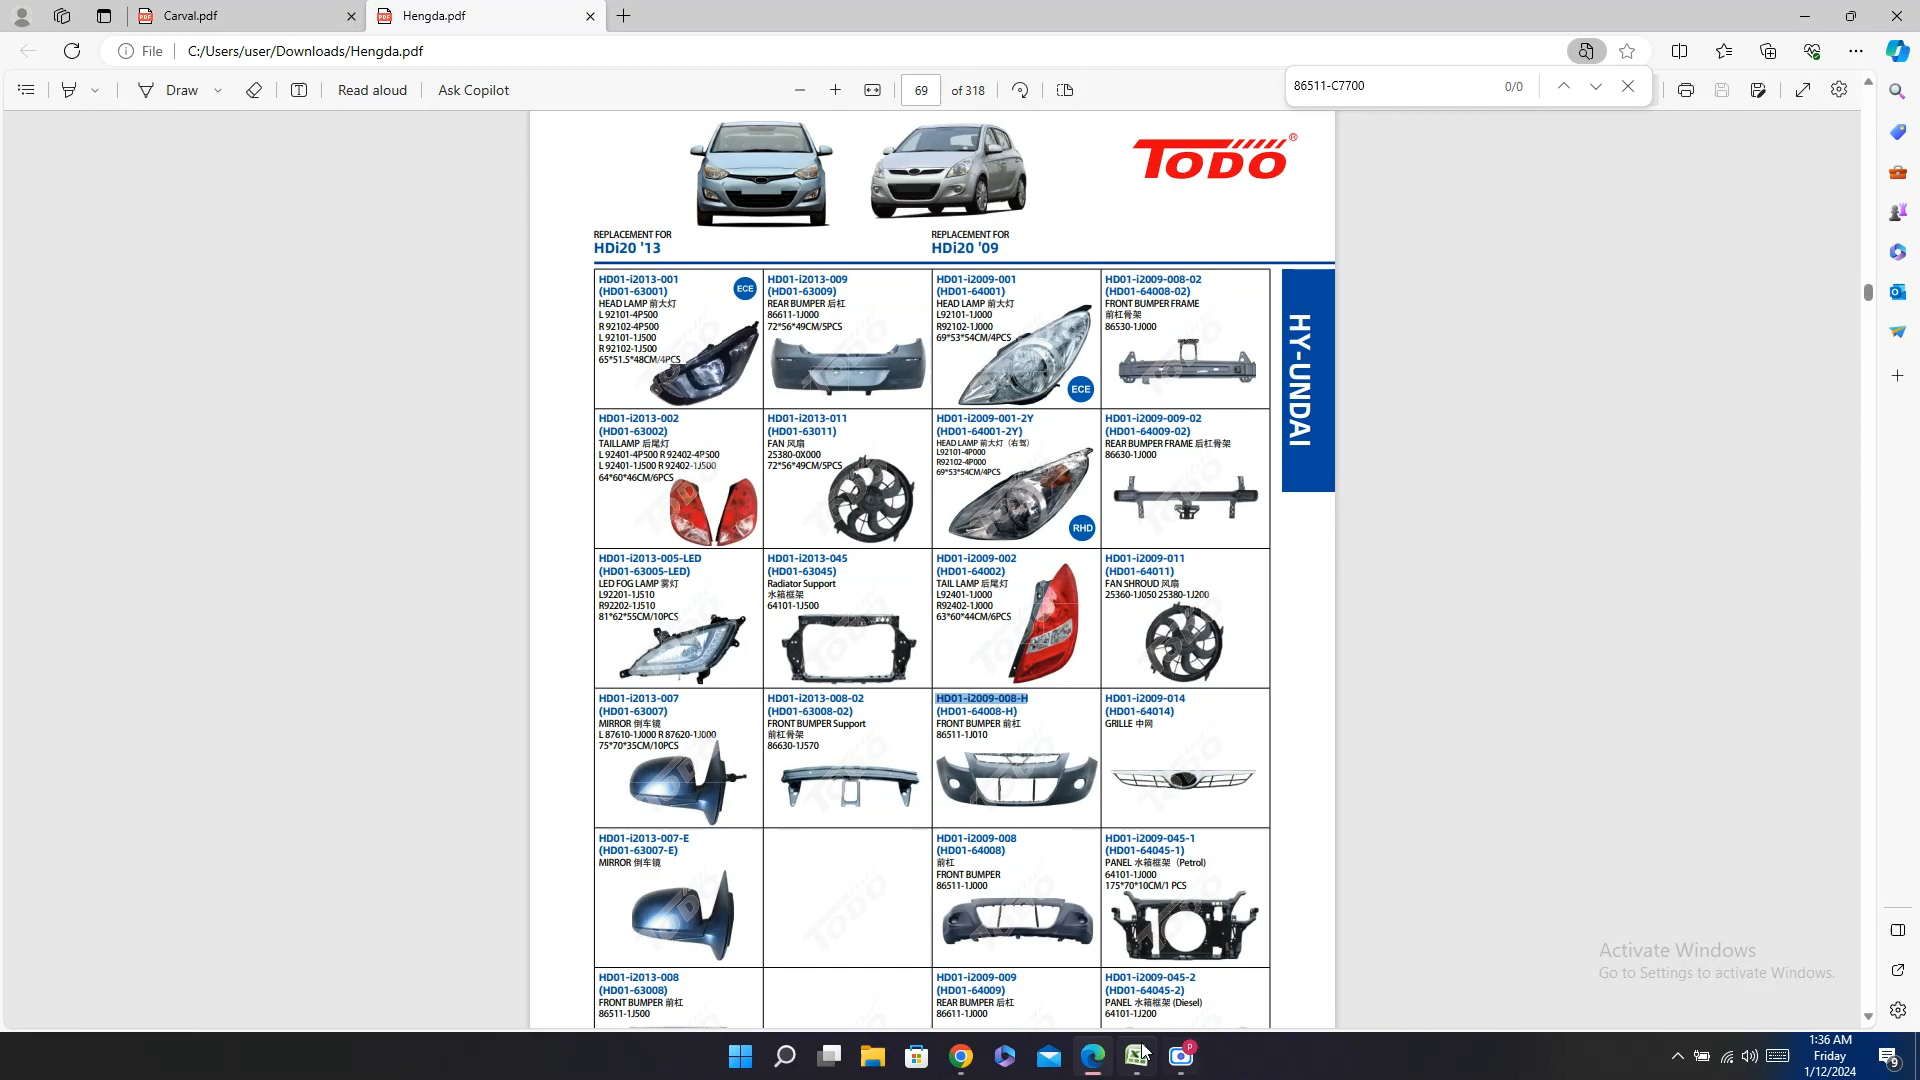 Carval.pdf
Hengda.pdf
File
C:/Users/user/Downloads/Hengda.pdf
Draw
Read aloud
Ask Copilot
69
of 318
86511-C7700
0/0
TODO®
REPLACEMENT FOR
HDi20 '13
REPLACEMENT FOR
HDi20 '09
HY-UNDAI
HD01-i2013-001
(HD01-63001)
HEAD LAMP 前大灯
L 92101-4P500
R 92102-4P500
L 92101-1J500
R 92102-1J500
65*51.5*48CM/4PCS
ECE
HD01-i2013-009
(HD01-63009)
REAR BUMPER 后杠
86611-1J000
72*56*49CM/5PCS
HD01-i2009-001
(HD01-64001)
HEAD LAMP 前大灯
L92101-1J000
R92102-1J000
69*53*54CM/4PCS
ECE
HD01-i2009-008-02
(HD01-64008-02)
FRONT BUMPER FRAME
前杠骨架
86530-1J000
HD01-i2013-002
(HD01-63002)
TAILLAMP 后尾灯
L 92401-4P500 R 92402-4P500
L 92401-1J500 R 92402-1J500
64*60*46CM/6PCS
HD01-i2013-011
(HD01-63011)
FAN 风扇
25380-0X000
72*56*49CM/5PCS
HD01-i2009-001-2Y
(HD01-64001-2Y)
HEAD LAMP 前大灯（右驾）
L92101-4P000
R92102-4P000
69*53*54CM/4PCS
RHD
HD01-i2009-009-02
(HD01-64009-02)
REAR BUMPER FRAME 后杠骨架
86630-1J000
HD01-i2013-005-LED
(HD01-63005-LED)
LED FOG LAMP 雾灯
L92201-1J510
R92202-1J510
81*62*55CM/10PCS
HD01-i2013-045
(HD01-63045)
Radiator Support
水箱框架
64101-1J500
HD01-i2009-002
(HD01-64002)
TAIL LAMP 后尾灯
L92401-1J000
R92402-1J000
63*60*44CM/6PCS
HD01-i2009-011
(HD01-64011)
FAN SHROUD 风扇
25360-1J050 25380-1J200
HD01-i2013-007
(HD01-63007)
MIRROR 倒车镜
L 87610-1J000 R 87620-1J000
75*70*35CM/10PCS
HD01-i2013-008-02
(HD01-63008-02)
FRONT BUMPER Support
前杠骨架
86630-1J570
HD01-i2009-008-H
(HD01-64008-H)
FRONT BUMPER 前杠
86511-1J010
HD01-i2009-014
(HD01-64014)
GRILLE 中网
HD01-i2013-007-E
(HD01-63007-E)
MIRROR 倒车镜
HD01-i2009-008
(HD01-64008)
前杠
FRONT BUMPER
86511-1J000
HD01-i2009-045-1
(HD01-64045-1)
PANEL 水箱框架（Petrol)
64101-1J000
175*70*10CM/1 PCS
HD01-i2013-008
(HD01-63008)
FRONT BUMPER 前杠
86511-1J500
HD01-i2009-009
(HD01-64009)
REAR BUMPER 后杠
86611-1J000
HD01-i2009-045-2
(HD01-64045-2)
PANEL 水箱框架 (Diesel)
64101-1J200
Activate Windows
Go to Settings to activate Windows.
1:36 AM
Friday
1/12/2024
9